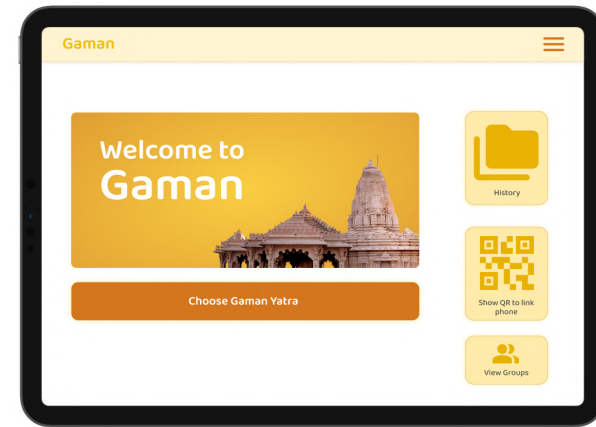 Gaman
Welcome to
Gaman
Choose Gaman Yatra
History
Show QR to link
phone
View Groups